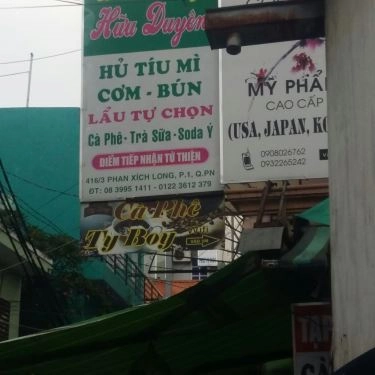 Hữu Duyên
HỦ TÍU MÌ
CƠM - BÚN
LẨU TỰ CHỌN
Cà Phê - Trà Sữa - Soda Ý
ĐIỂM TIẾP NHẬN TỪ THIỆN
416/3 PHAN XÍCH LONG, P.1, Q.PN
ĐT: 08 3995 1411 - 0122 3612 379
MỸ PHẨ
CAO CẤP
(USA, JAPAN, KO
0908026762
0932265242
Cà Phê
Ty Boy
WIFI